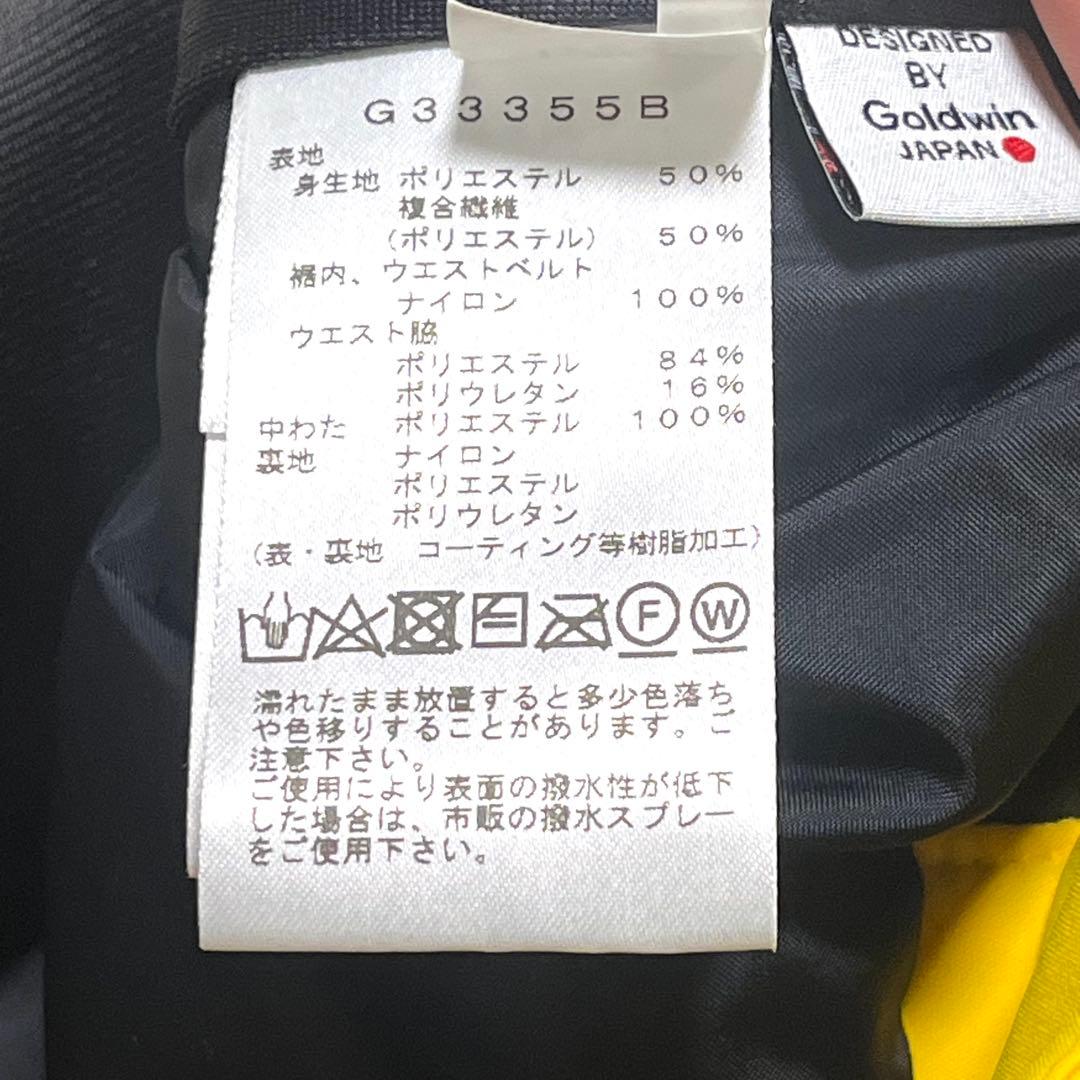 G33355B
表地
身生地 ポリエステル 50%
複合繊維
(ポリエステル) 50%
裾内、ウエストベルト
ナイロン 100%
ウエスト脇
ポリエステル 84%
ポリウレタン 16%
中わた ポリエステル 100%
裏地 ナイロン
ポリエステル
ポリウレタン
(表・裏地 コーティング等樹脂加工)
F W
濡れたまま放置すると多少色落ち
や色移りすることがあります。ご
注意下さい。
ご使用により表面の撥水性が低下
した場合は、市販の撥水スプレー
をご使用下さい。
DESIGNED
BY
Goldwin
JAPAN